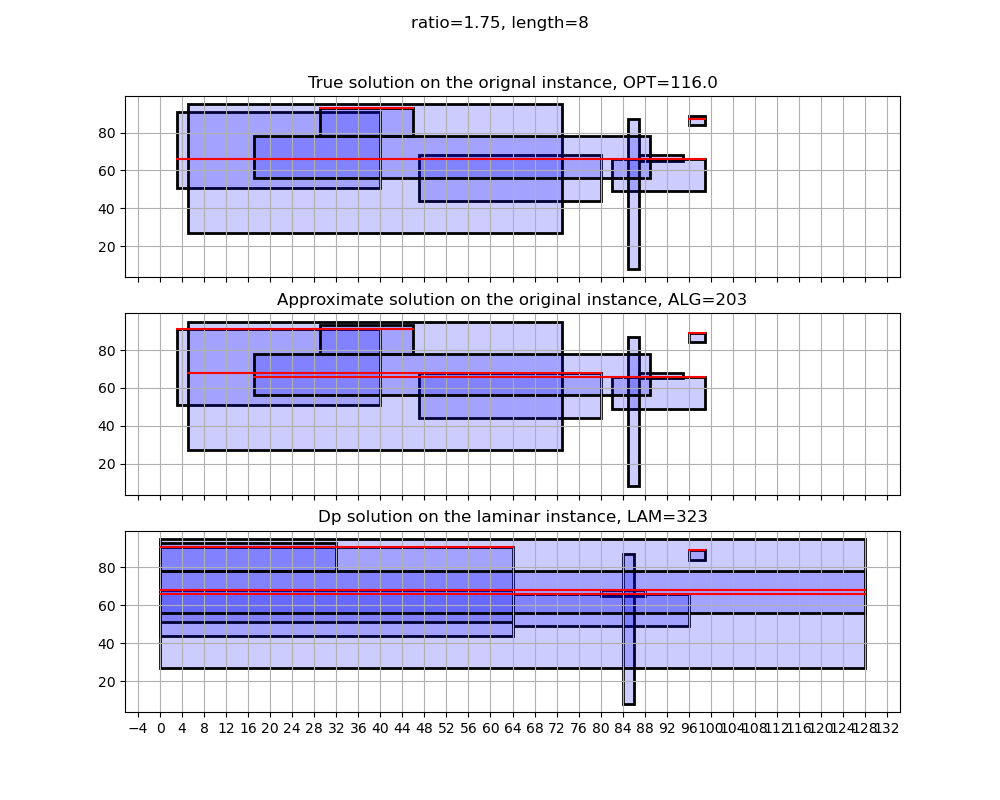 ratio=1.75, length=8
True solution on the orignal instance, OPT=116.0
80
60
40
20
Approximate solution on the original instance, ALG=203
80
60
40
20
Dp solution on the laminar instance, LAM=323
80
60
40
20
−4 0 4 8 12 16 20 24 28 32 36 40 44 48 52 56 60 64 68 72 76 80 84 88 92 96 100 104 108 112 116 120 124 128 132